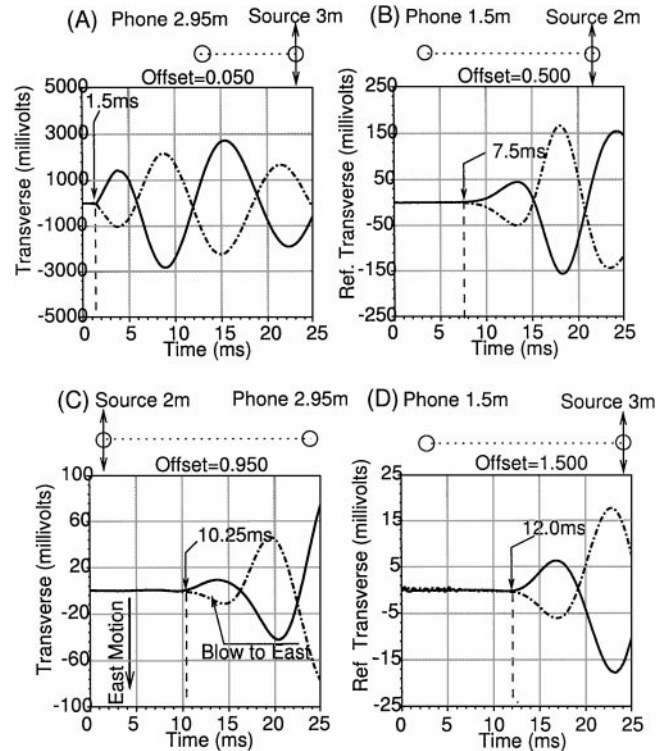 (A) Phone 2.95m Source 3m
Offset=0.050
Transverse (millivolts)
5000
3000
1000
-1000
-3000
-5000
1.5ms
0 5 10 15 20 25
Time (ms)
(B) Phone 1.5m Source 2m
Offset=0.500
Ref. Transverse (millivolts)
250
150
50
-50
-150
-250
7.5ms
0 5 10 15 20 25
Time (ms)
(C) Source 2m Phone 2.95m
Offset=0.950
Transverse (millivolts)
100
60
20
-20
-60
-100
10.25ms
East Motion
Blow to East
0 5 10 15 20 25
Time (ms)
(D) Phone 1.5m Source 3m
Offset=1.500
Ref Transverse (millivolts)
25
15
5
-5
-15
-25
12.0ms
0 5 10 15 20 25
Time (ms)